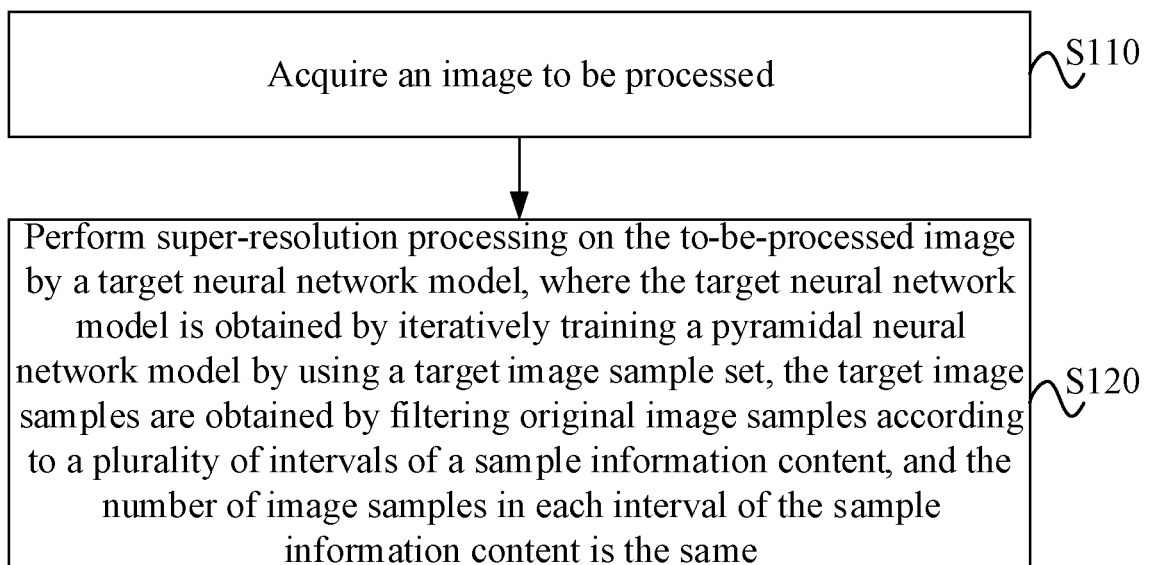 Acquire an image to be processed
S110
Perform super-resolution processing on the to-be-processed image
by a target neural network model, where the target neural network
model is obtained by iteratively training a pyramidal neural
network model by using a target image sample set, the target image
samples are obtained by filtering original image samples according
to a plurality of intervals of a sample information content, and the
number of image samples in each interval of the sample
information content is the same
S120